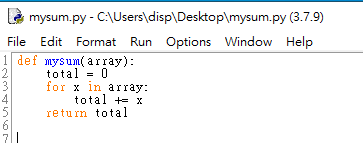 mysum.py - C:\Users\disp\Desktop\mysum.py (3.7.9)
File Edit Format Run Options Window Help
1 def mysum(array):
2     total = 0
3     for x in array:
4         total += x
5     return total
6
7